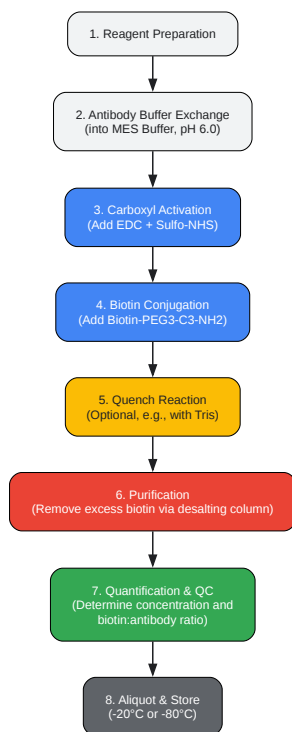 1. Reagent Preparation
2. Antibody Buffer Exchange
(into MES Buffer, pH 6.0)
3. Carboxyl Activation
(Add EDC + Sulfo-NHS)
4. Biotin Conjugation
(Add Biotin-PEG3-C3-NH2)
5. Quench Reaction
(Optional, e.g., with Tris)
6. Purification
(Remove excess biotin via desalting column)
7. Quantification & QC
(Determine concentration and
biotin:antibody ratio)
8. Aliquot & Store
(-20°C or -80°C)